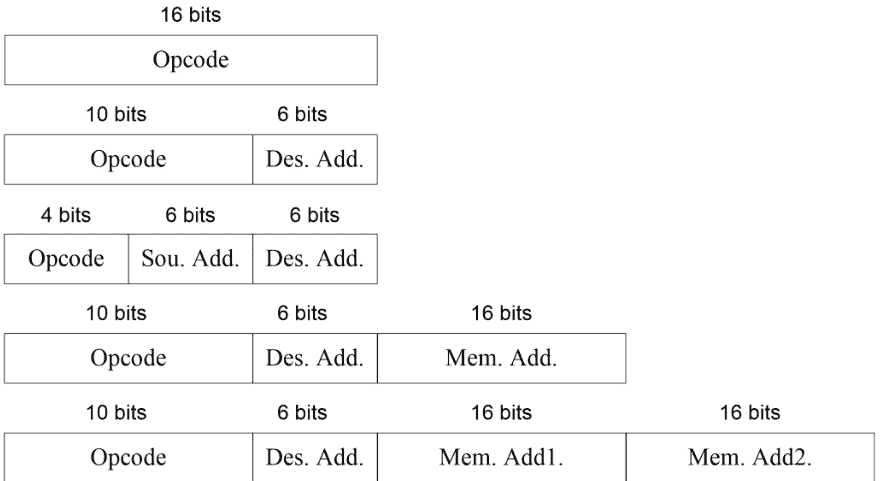 16 bits
Opcode
10 bits 6 bits
Opcode Des. Add.
4 bits 6 bits 6 bits
Opcode Sou. Add. Des. Add.
10 bits 6 bits 16 bits
Opcode Des. Add. Mem. Add.
10 bits 6 bits 16 bits 16 bits
Opcode Des. Add. Mem. Add1. Mem. Add2.